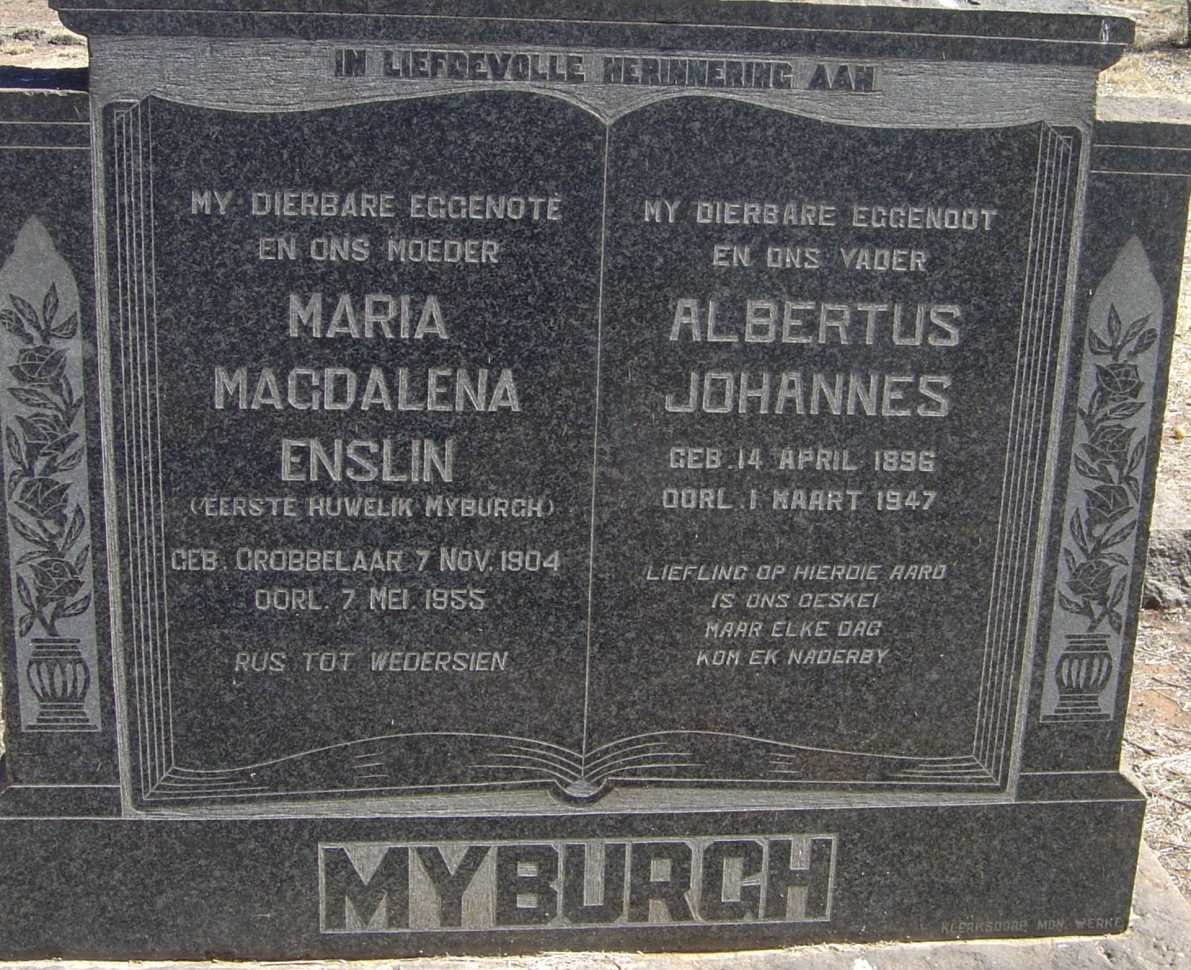 IN LIEFDEVOLLE HERINNERING AAN
MY DIERBARE EGGENOTE
EN ONS MOEDER
MARIA
MAGDALENA
ENSLIN
(EERSTE HUWELIK MYBURGH)
GEB. GROBBELAAR 7 NOV. 1904
OORL. 7 MEI 1955
RUS TOT WEDERSIEN
MY DIERBARE EGGENOOT
EN ONS VADER
ALBERTUS
JOHANNES
GEB. 14 APRIL 1896
OORL. 1 MAART 1947
LIEFLING OP HIERDIE AARD
IS ONS GESKEI
MAAR ELKE DAG
KOM EK NADERBY
MYBURGH
KLERKSDORP MON. WERKE